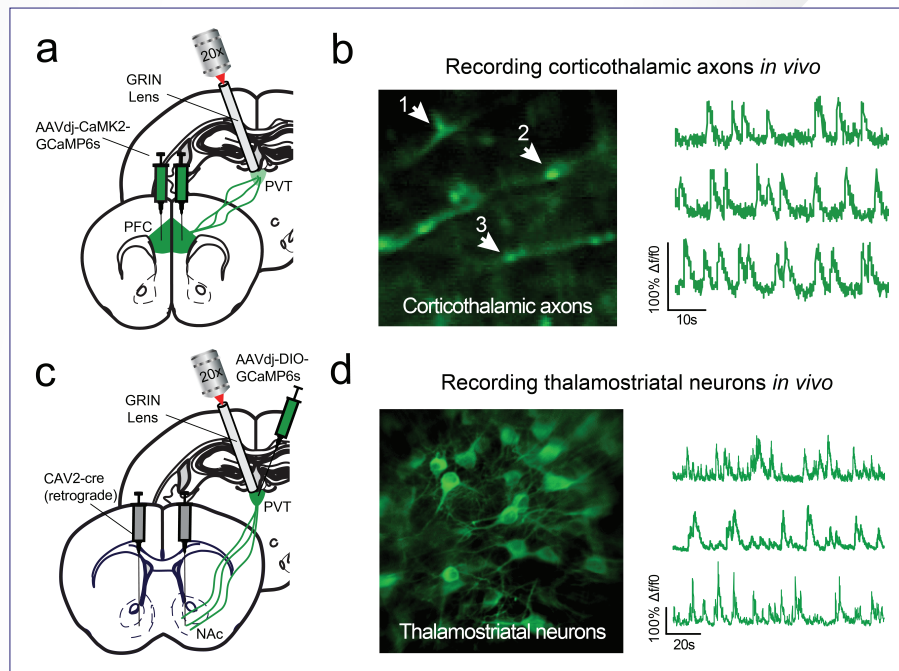 a
20x
GRIN
Lens
AAVdj-CaMK2-
GCaMP6s
PVT
PFC
b
Recording corticothalamic axons in vivo
1
2
3
Corticothalamic axons
100% Δf/f0
10s
c
AAVdj-DIO-
GCaMP6s
20x
GRIN
Lens
CAV2-cre
(retrograde)
PVT
NAc
d
Recording thalamostriatal neurons in vivo
Thalamostriatal neurons
100% Δf/f0
20s